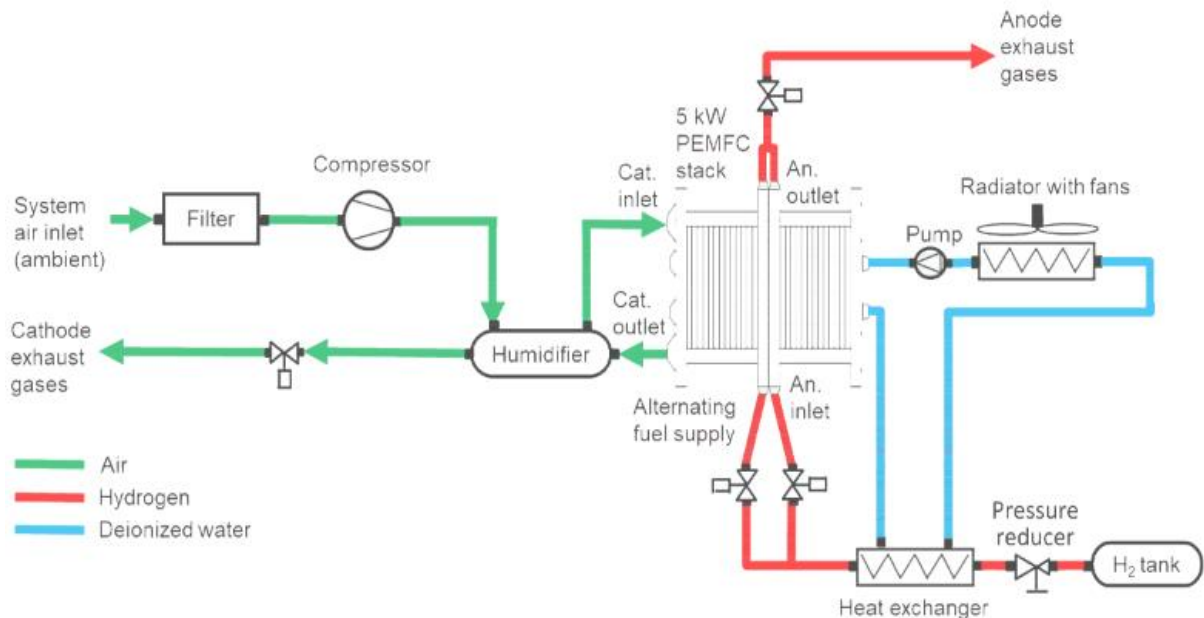 Anode
exhaust
gases
5 kW
PEMFC
stack
Compressor
Cat.
inlet
An.
outlet
Radiator with fans
System
air inlet
(ambient)
Filter
Pump
Cat.
outlet
Cathode
exhaust
gases
Humidifier
An.
inlet
Alternating
fuel supply
Air
Hydrogen
Deionized water
Pressure
reducer
H₂ tank
Heat exchanger